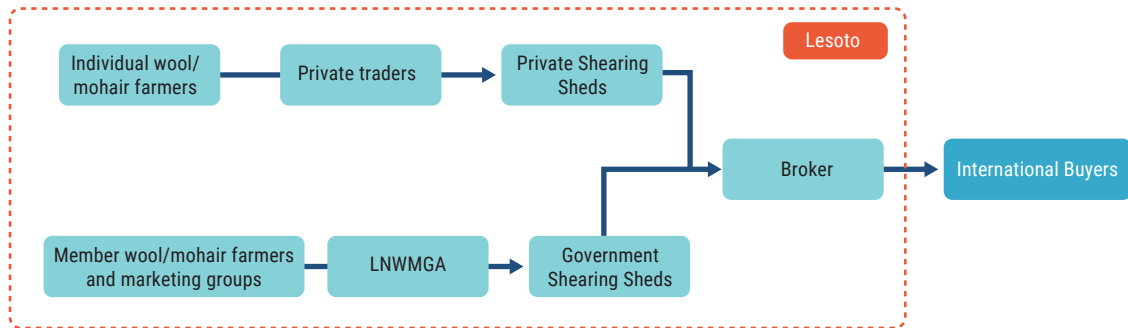 Lesoto
Individual wool/
mohair farmers
Private traders
Private Shearing
Sheds
Broker
International Buyers
Member wool/mohair farmers
and marketing groups
LNWMGA
Government
Shearing Sheds